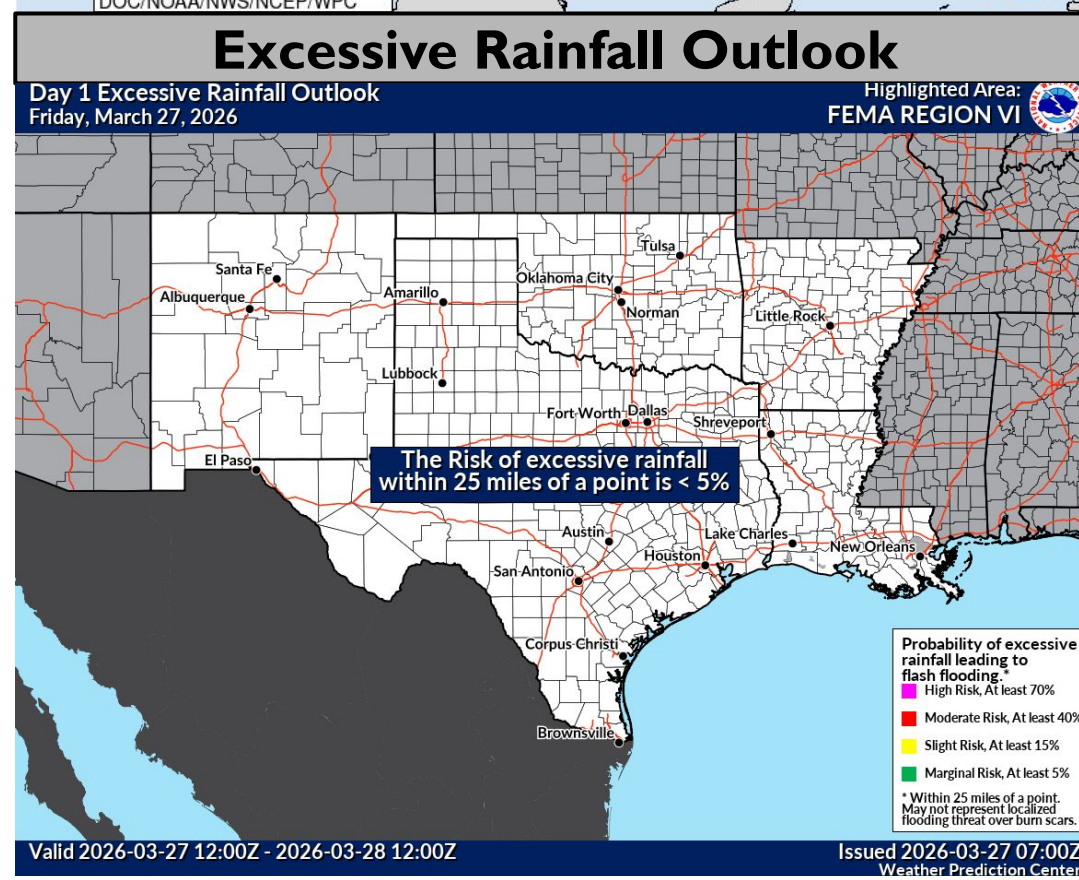 DOC/NOAA/NWS/NCEP/WPC
Excessive Rainfall Outlook
Day 1 Excessive Rainfall Outlook
Friday, March 27, 2026
Highlighted Area:
FEMA REGION VI
Tulsa
Santa Fe
Oklahoma City
Albuquerque
Amarillo
Norman
Little Rock
Lubbock
Fort Worth
Dallas
Shreveport
El Paso
The Risk of excessive rainfall
within 25 miles of a point is < 5%
Austin
Lake Charles
Houston
New Orleans
San Antonio
Corpus Christi
Brownsville
Probability of excessive
rainfall leading to
flash flooding.*
High Risk, At least 70%
Moderate Risk, At least 40%
Slight Risk, At least 15%
Marginal Risk, At least 5%
* Within 25 miles of a point.
May not represent localized
flooding threat over burn scars.
Valid 2026-03-27 12:00Z - 2026-03-28 12:00Z
Issued 2026-03-27 07:00Z
Weather Prediction Center